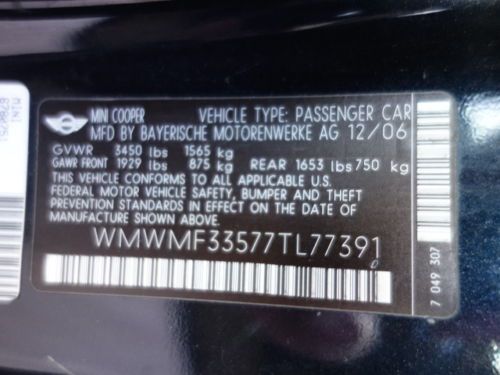 MINI COOPER VEHICLE TYPE: PASSENGER CAR
MFD BY BAYERISCHE MOTORENWERKE AG 12/06
GVWR 3450 lbs 1565 kg
GAWR FRONT 1929 lbs 875 kg REAR 1653 lbs 750 kg
THIS VEHICLE CONFORMS TO ALL APPLICABLE U.S.
FEDERAL MOTOR VEHICLE SAFETY, BUMPER AND THEFT
PREVENTION STANDARDS IN EFFECT ON THE DATE OF
MANUFACTURE SHOWN ABOVE.
WMWMF33577TL77391
7 049 307
MINI